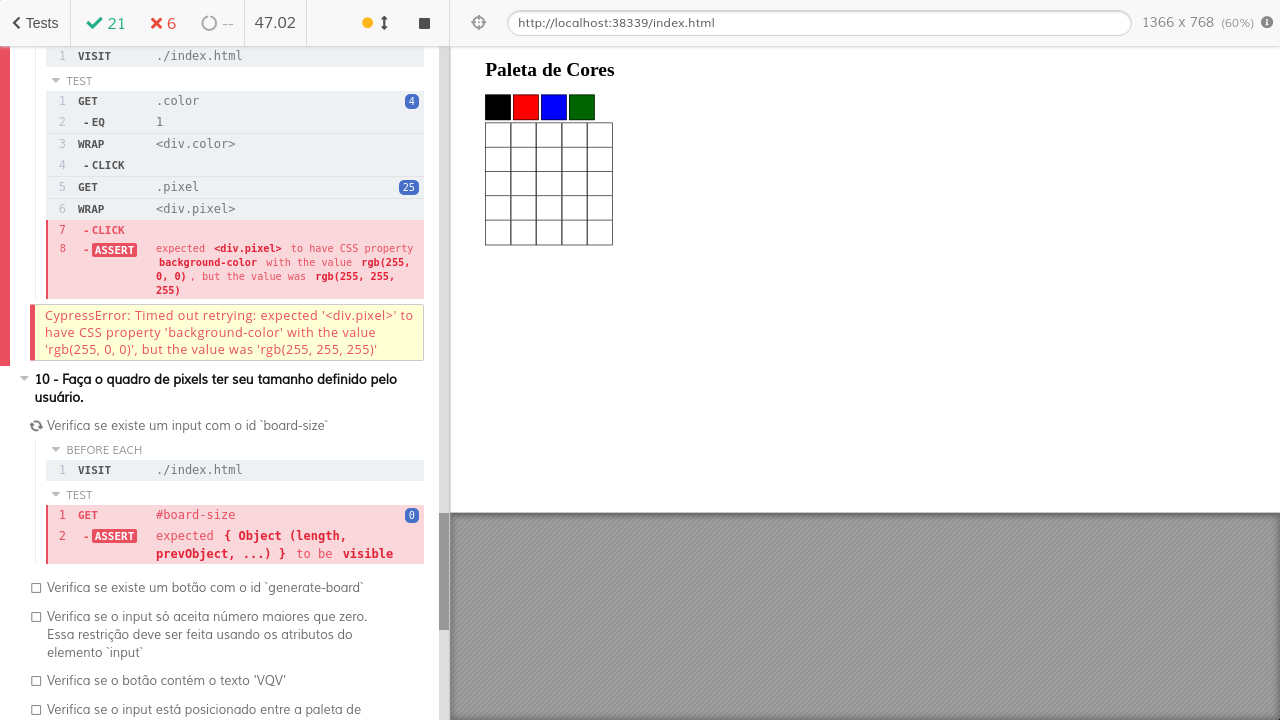 Tests 21 6 -- 47.02
http://localhost:38339/index.html 1366 x 768 (60%)
1 VISIT ./index.html
TEST
1 GET .color 4
2 - EQ 1
3 WRAP <div.color>
4 - CLICK
5 GET .pixel 25
6 WRAP <div.pixel>
7 - CLICK
8 - ASSERT expected <div.pixel> to have CSS property
background-color with the value rgb(255,
0, 0) , but the value was rgb(255, 255,
255)
CypressError: Timed out retrying: expected '<div.pixel>' to
have CSS property 'background-color' with the value
'rgb(255, 0, 0)', but the value was 'rgb(255, 255, 255)'
10 - Faça o quadro de pixels ter seu tamanho definido pelo
usuário.
Verifica se existe um input com o id `board-size`
BEFORE EACH
1 VISIT ./index.html
TEST
1 GET #board-size 0
2 - ASSERT expected { Object (length,
prevObject, ...) } to be visible
Verifica se existe um botão com o id `generate-board`
Verifica se o input só aceita número maiores que zero.
Essa restrição deve ser feita usando os atributos do
elemento `input`
Verifica se o botão contém o texto 'VQV'
Verifica se o input está posicionado entre a paleta de
Paleta de Cores